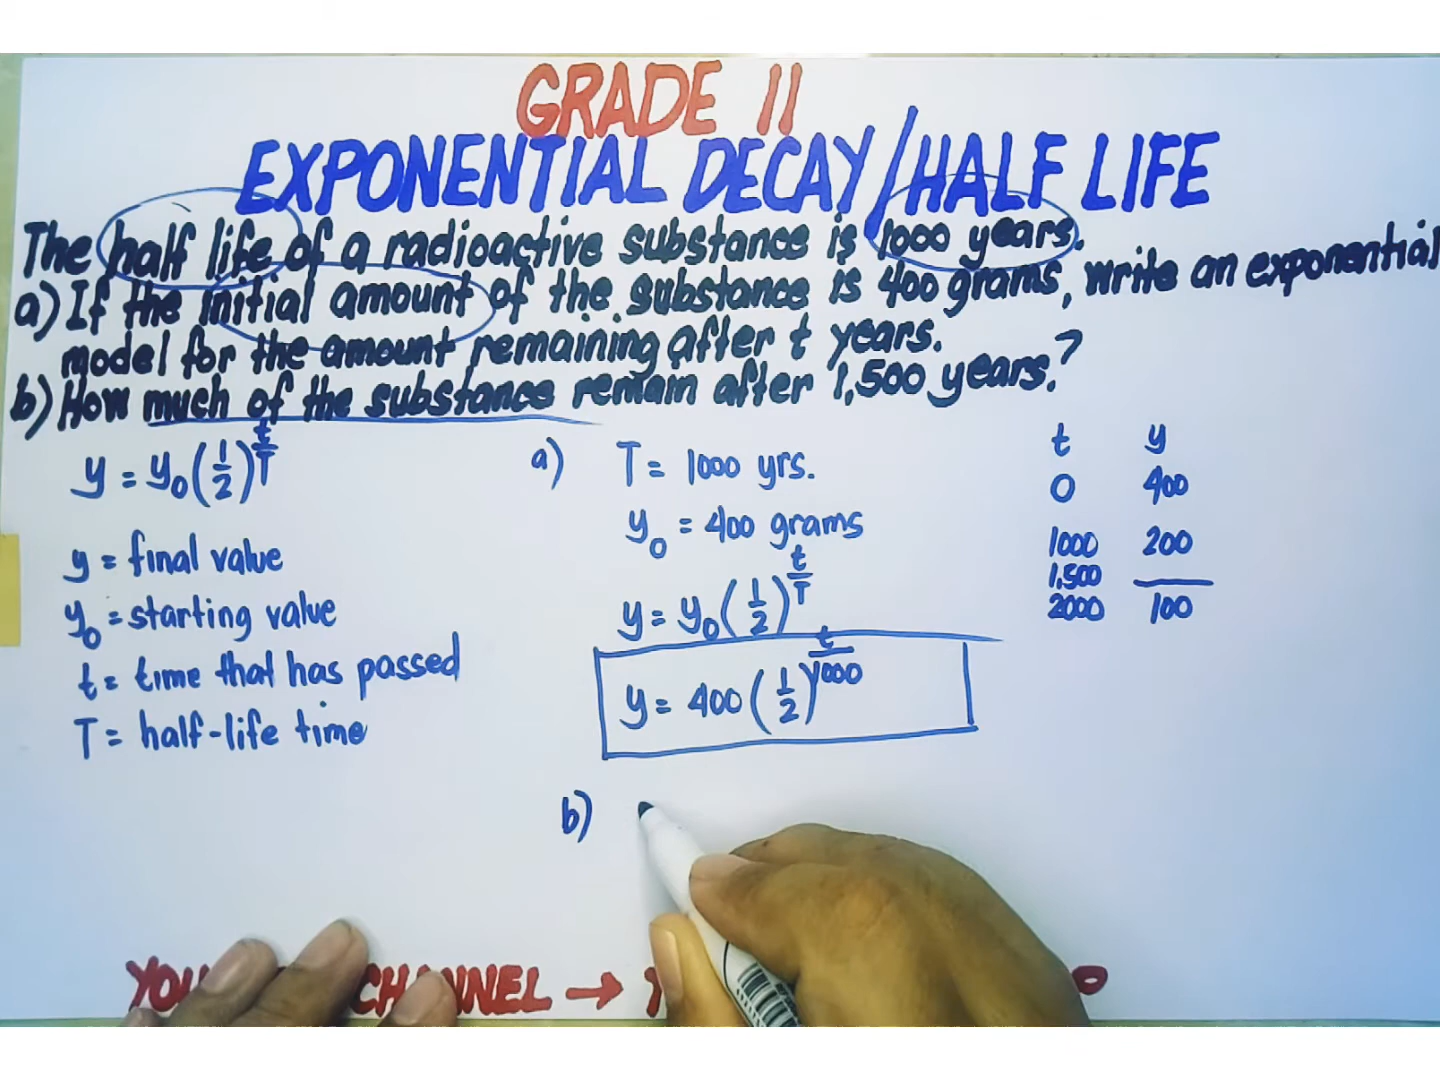 GRADE 11
EXPONENTIAL DECAY/HALF LIFE
The half life of a radioactive substance is 1000 years.
a) If the initial amount of the substance is 400 grams, write an exponential
model for the amount remaining after t years.
b) How much of the substance remain after 1,500 years.?
y = y₀(1/2)^(t/T)
y = final value
y₀ = starting value
t = time that has passed
T = half-life time
a) T = 1000 yrs.
y₀ = 400 grams
y = y₀(1/2)^(t/T)
y = 400(1/2)^(t/1000)
t y
0 400
1000 200
1,500 ___
2000 100
b)
CHANNEL →